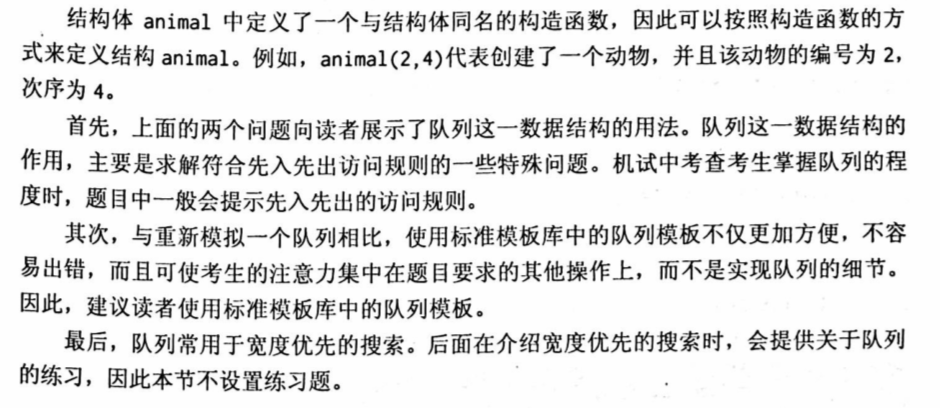 结构体 animal 中定义了一个与结构体同名的构造函数，因此可以按照构造函数的方
式来定义结构 animal。例如，animal(2,4)代表创建了一个动物，并且该动物的编号为 2，
次序为 4。
首先，上面的两个问题向读者展示了队列这一数据结构的用法。队列这一数据结构的
作用，主要是求解符合先入先出访问规则的一些特殊问题。机试中考查考生掌握队列的程
度时，题目中一般会提示先入先出的访问规则。
其次，与重新模拟一个队列相比，使用标准模板库中的队列模板不仅更加方便，不容
易出错，而且可使考生的注意力集中在题目要求的其他操作上，而不是实现队列的细节。
因此，建议读者使用标准模板库中的队列模板。
最后，队列常用于宽度优先的搜索。后面在介绍宽度优先的搜索时，会提供关于队列
的练习，因此本节不设置练习题。